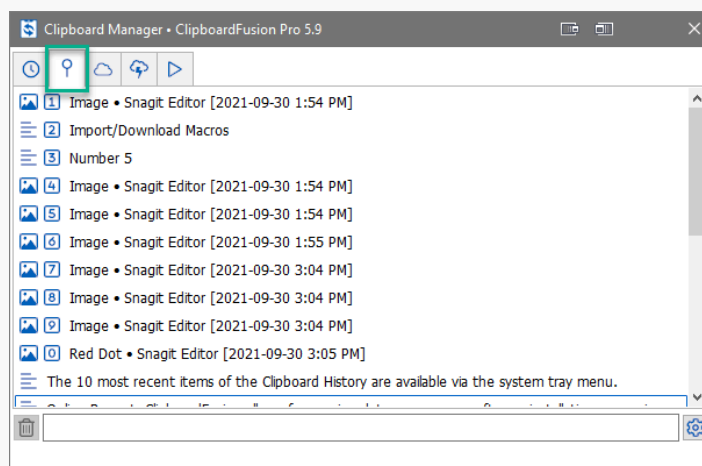 Clipboard Manager • ClipboardFusion Pro 5.9
1 Image • Snagit Editor [2021-09-30 1:54 PM]
2 Import/Download Macros
3 Number 5
4 Image • Snagit Editor [2021-09-30 1:54 PM]
5 Image • Snagit Editor [2021-09-30 1:54 PM]
6 Image • Snagit Editor [2021-09-30 1:55 PM]
7 Image • Snagit Editor [2021-09-30 3:04 PM]
8 Image • Snagit Editor [2021-09-30 3:04 PM]
9 Image • Snagit Editor [2021-09-30 3:04 PM]
0 Red Dot • Snagit Editor [2021-09-30 3:05 PM]
The 10 most recent items of the Clipboard History are available via the system tray menu.